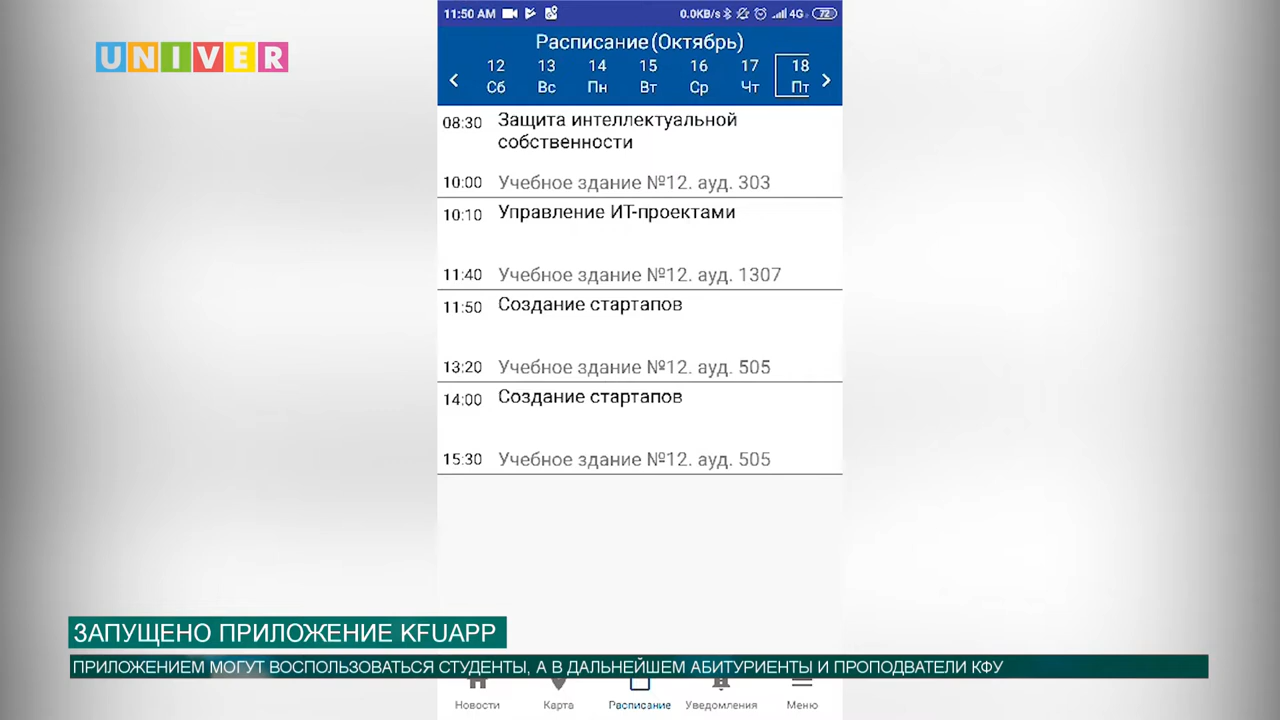 11:50 AM 0.0KB/s 4G 72
UNIVER
Расписание(Октябрь)
12 13 14 15 16 17 18
Сб Вс Пн Вт Ср Чт Пт
08:30 Защита интеллектуальной
собственности
10:00 Учебное здание №12. ауд. 303
10:10 Управление ИТ-проектами
11:40 Учебное здание №12. ауд. 1307
11:50 Создание стартапов
13:20 Учебное здание №12. ауд. 505
14:00 Создание стартапов
15:30 Учебное здание №12. ауд. 505
ЗАПУЩЕНО ПРИЛОЖЕНИЕ KFUAPP
ПРИЛОЖЕНИЕМ МОГУТ ВОСПОЛЬЗОВАТЬСЯ СТУДЕНТЫ, А В ДАЛЬНЕЙШЕМ АБИТУРИЕНТЫ И ПРОПОДВАТЕЛИ КФУ
Новости Карта Расписание Уведомления Меню